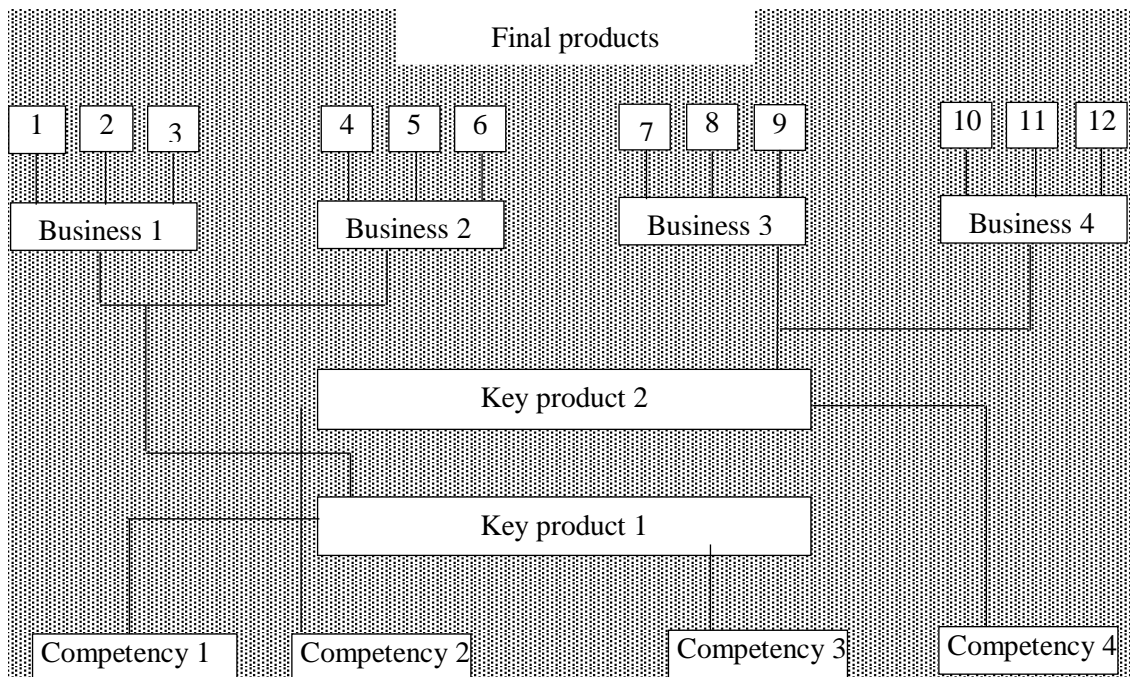 Final products
1 2 3 4 5 6 7 8 9 10 11 12
Business 1 Business 2 Business 3 Business 4
Key product 2
Key product 1
Competency 1 Competency 2 Competency 3 Competency 4